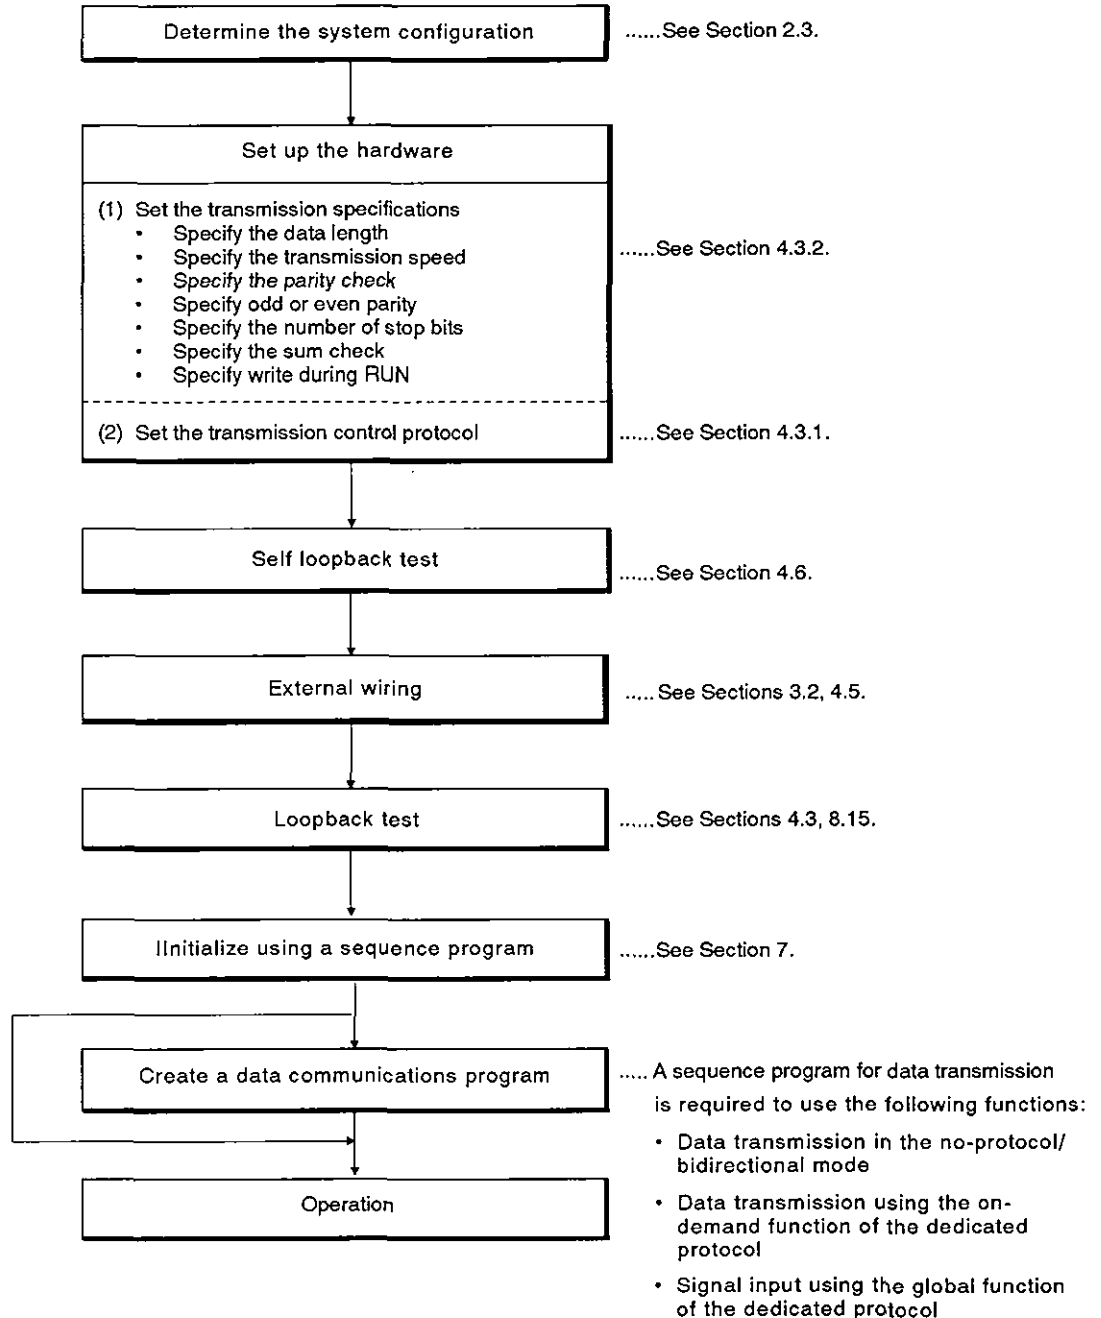 Determine the system configuration ......See Section 2.3.
Set up the hardware
(1) Set the transmission specifications
• Specify the data length
• Specify the transmission speed ......See Section 4.3.2.
• Specify the parity check
• Specify odd or even parity
• Specify the number of stop bits
• Specify the sum check
• Specify write during RUN
(2) Set the transmission control protocol ......See Section 4.3.1.
Self loopback test ......See Section 4.6.
External wiring ..... See Sections 3.2, 4.5.
Loopback test ......See Sections 4.3, 8.15.
IInitialize using a sequence program ......See Section 7.
Create a data communications program ..... A sequence program for data transmission
is required to use the following functions:
• Data transmission in the no-protocol/
bidirectional mode
Operation
• Data transmission using the on-
demand function of the dedicated
protocol
• Signal input using the global function
of the dedicated protocol